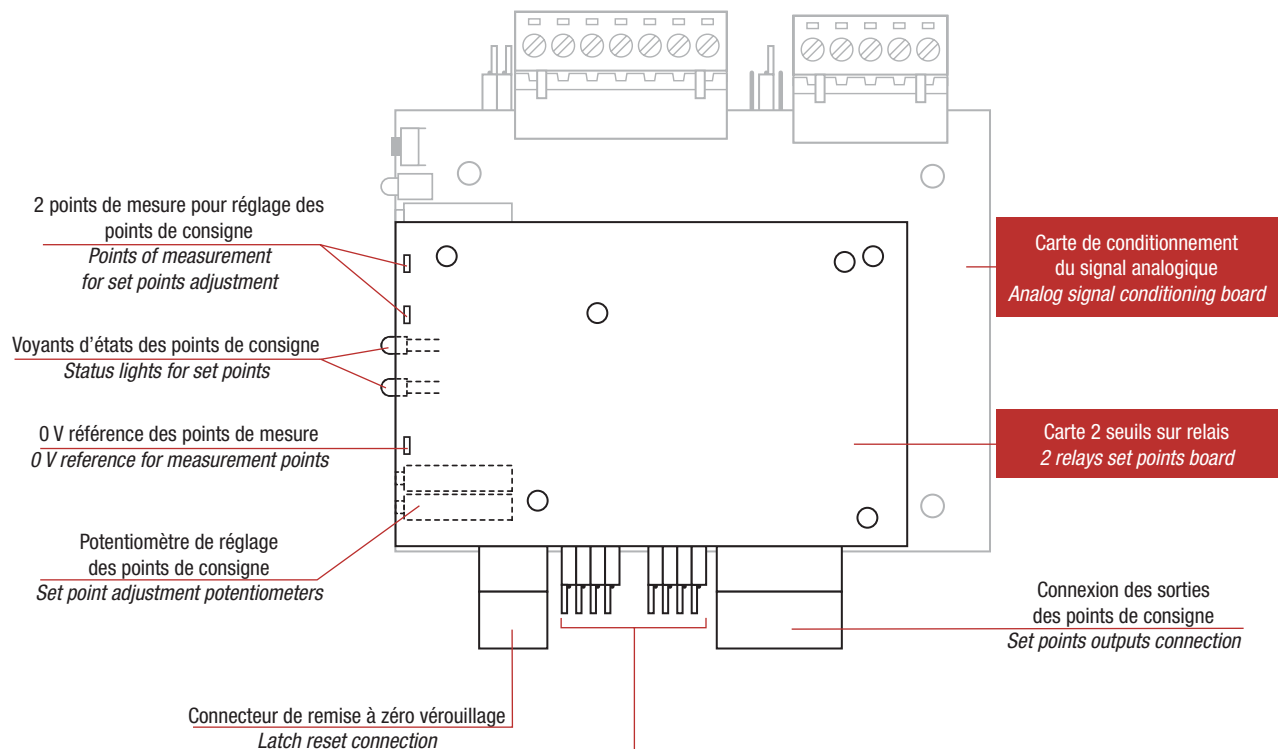 2 points de mesure pour réglage des
points de consigne
Points of measurement
for set points adjustment
Voyants d'états des points de consigne
Status lights for set points
0 V référence des points de mesure
0 V reference for measurement points
Potentiomètre de réglage
des points de consigne
Set point adjustment potentiometers
Connecteur de remise à zéro vérouillage
Latch reset connection
Carte de conditionnement
du signal analogique
Analog signal conditioning board
Carte 2 seuils sur relais
2 relays set points board
Connexion des sorties
des points de consigne
Set points outputs connection